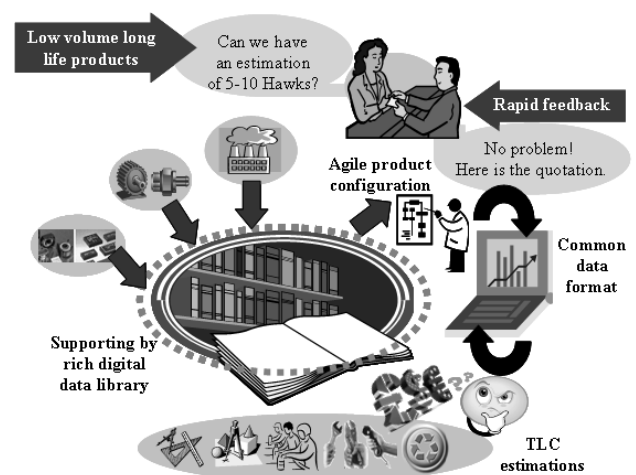 Low volume long
life products
Can we have
an estimation
of 5-10 Hawks?
Rapid feedback
No problem!
Here is the quotation.
Agile product
configuration
Common
data
format
Supporting by
rich digital
data library
??
TLC
estimations